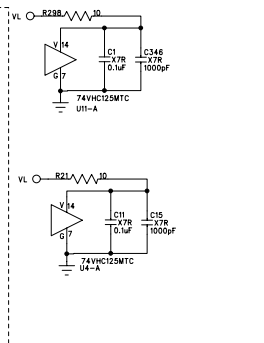 VL R298 10
V 14
C1 C346
X7R X7R
0.1uF 1000pF
G 7
74VHC125MTC
U11-A
VL R21 10
V 14
C11 C15
X7R X7R
0.1uF 1000pF
G 7
74VHC125MTC
U4-A